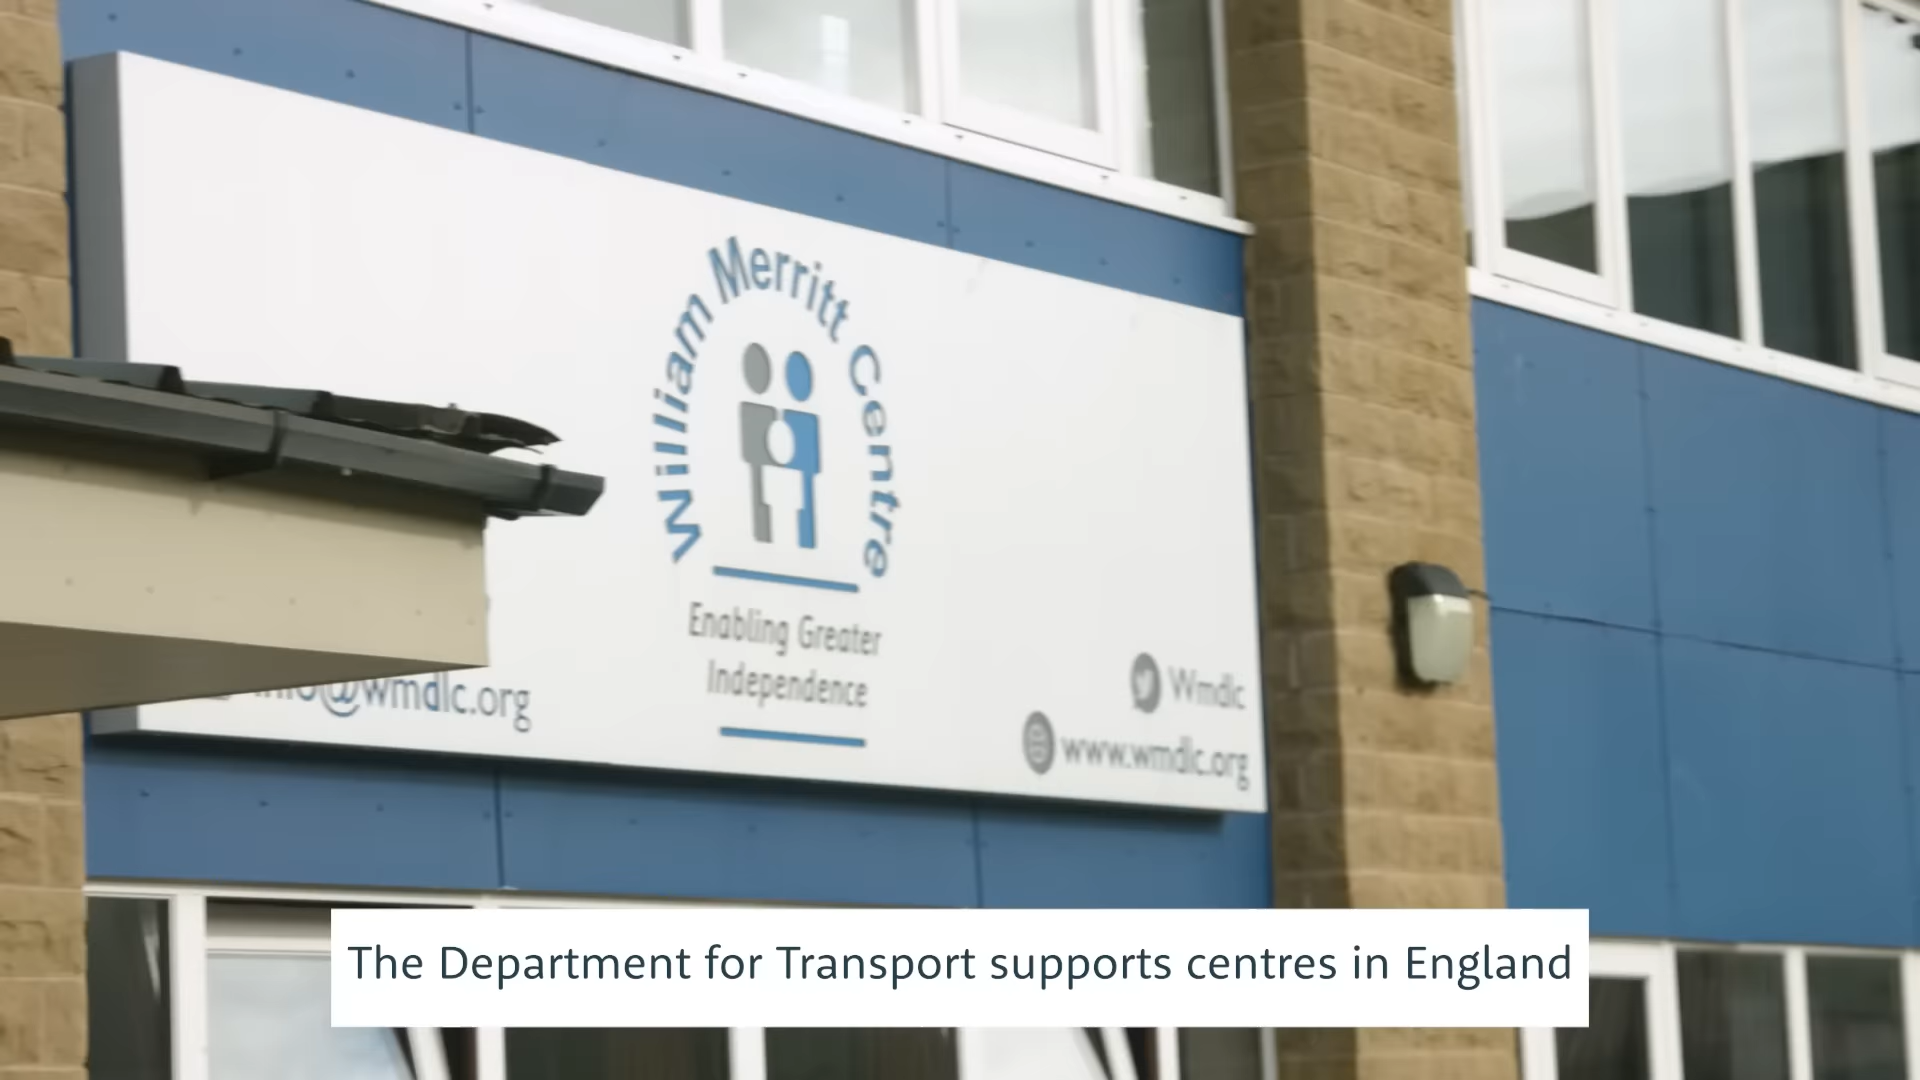 William Merritt Centre
Enabling Greater
Independence
info@wmdlc.org
Wmdlc
www.wmdlc.org
The Department for Transport supports centres in England